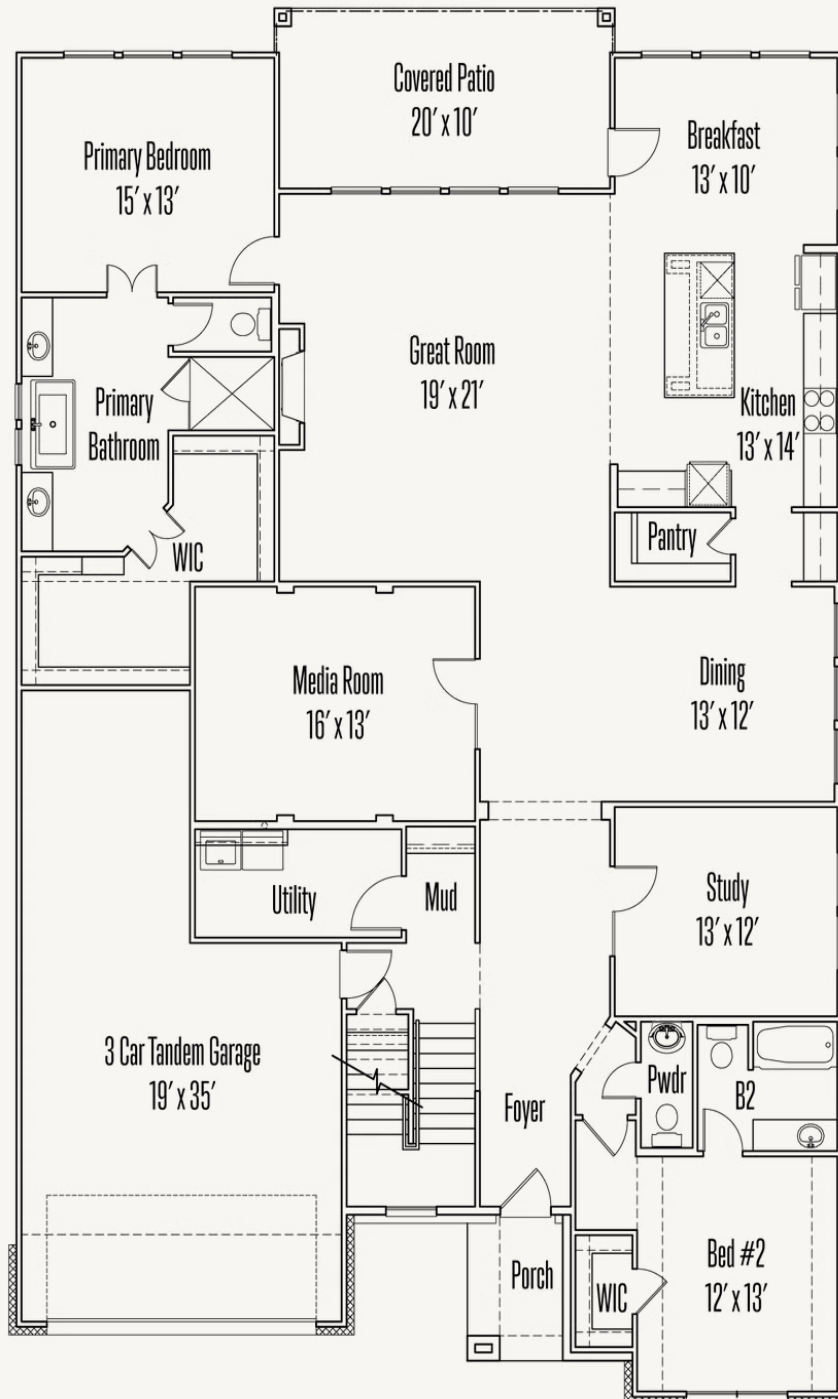 Covered Patio
20' x 10'
Primary Bedroom
15' x 13'
Breakfast
13' x 10'
Great Room
19' x 21'
Primary
Bathroom
Kitchen
13' x 14'
WIC
Pantry
Media Room
16' x 13'
Dining
13' x 12'
Utility
Mud
Study
13' x 12'
3 Car Tandem Garage
19' x 35'
Foyer
Pwdr
B2
Porch
WIC
Bed #2
12' x 13'